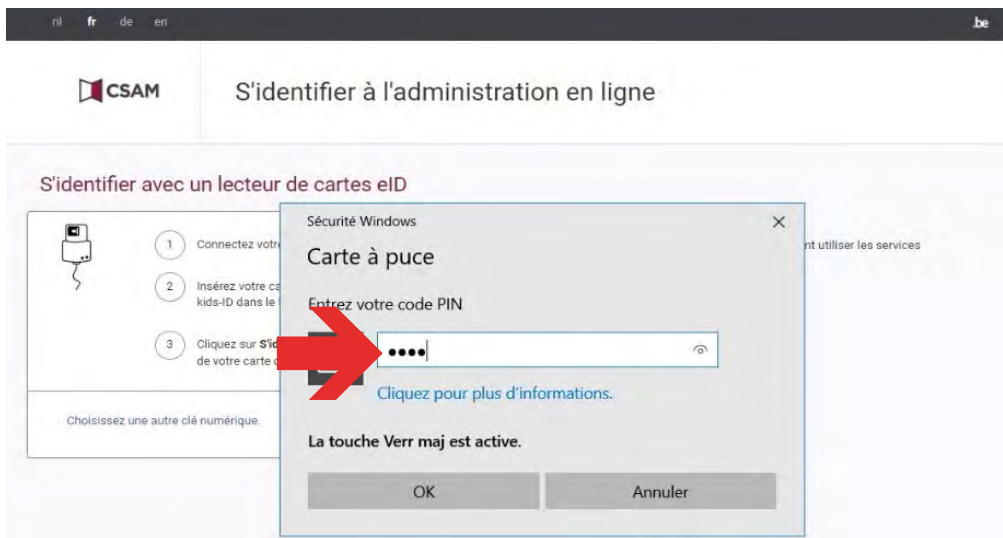 nl fr de en .be
CSAM S'identifier à l'administration en ligne
S'identifier avec un lecteur de cartes eID
1 Connectez votre
nt utiliser les services
2 Insérez votre ca
kids-ID dans le
3 Cliquez sur S'id
de votre carte
Choisissez une autre clé numérique.
Sécurité Windows
Carte à puce
Entrez votre code PIN
Cliquez pour plus d'informations.
La touche Verr maj est active.
OK Annuler